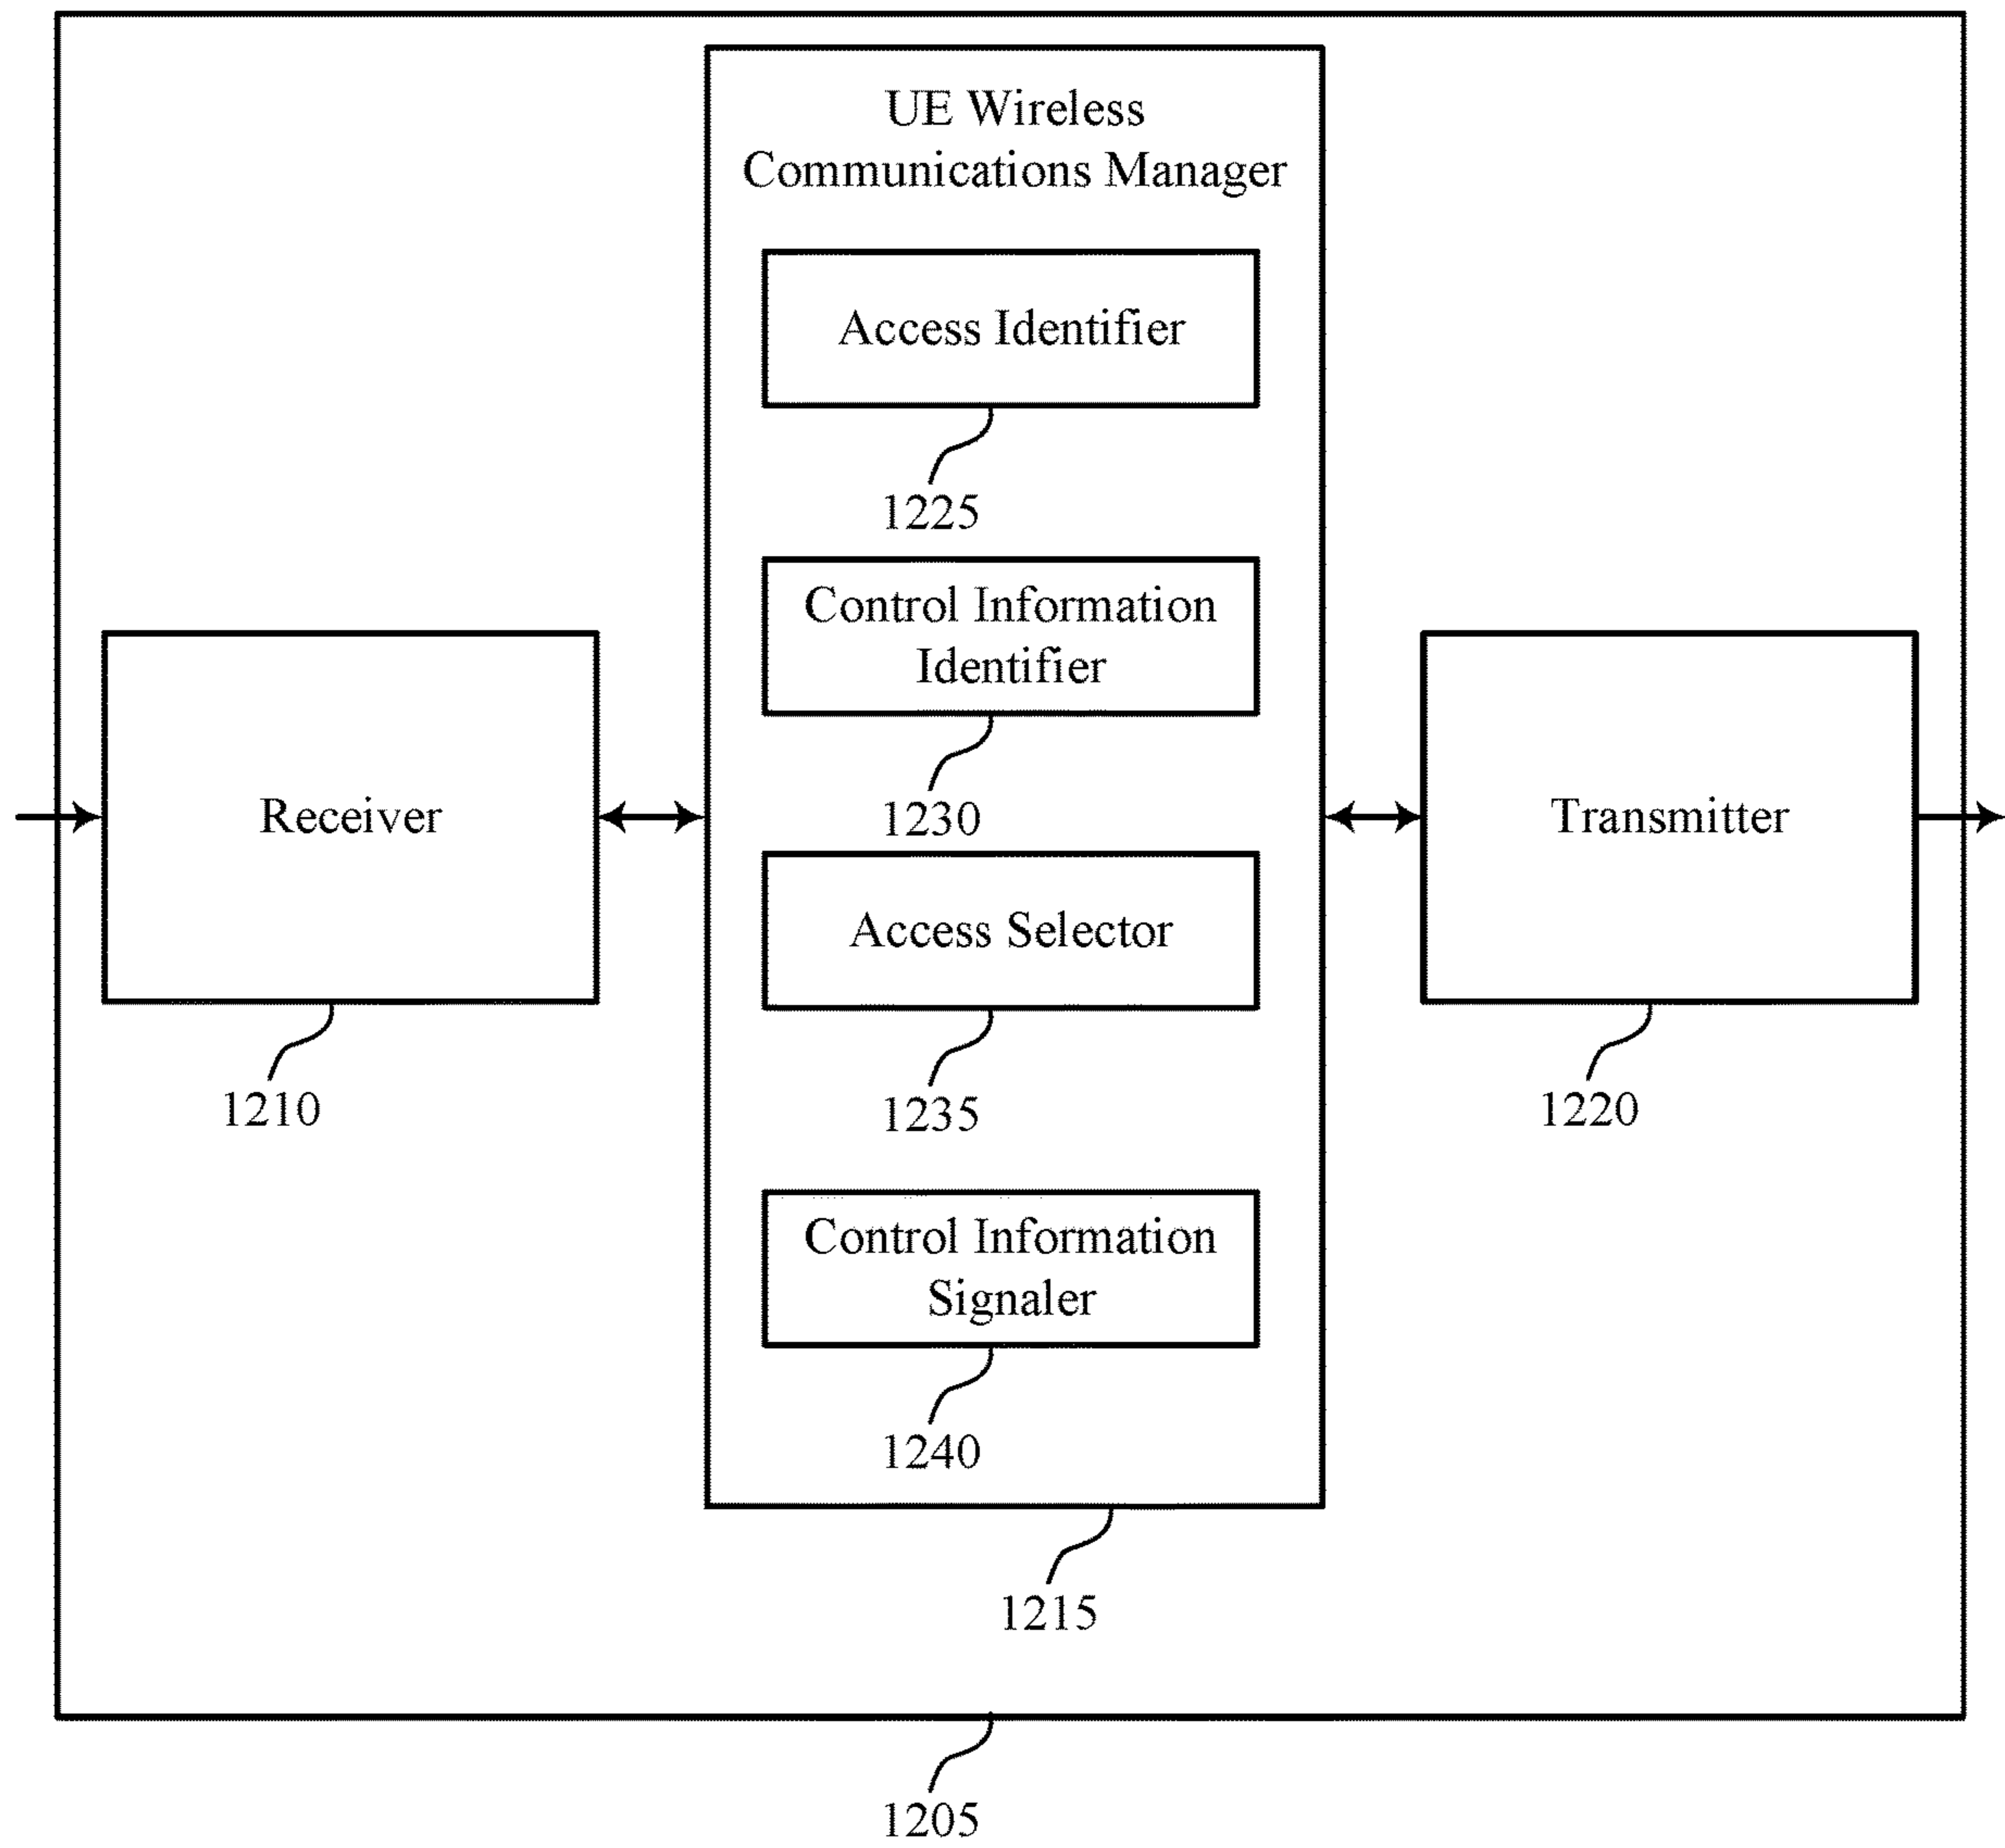 UE Wireless
Communications Manager
Access Identifier
1225
Control Information
Identifier
1230
Receiver
Transmitter
Access Selector
1210
1235
1220
Control Information
Signaler
1240
1215
1205